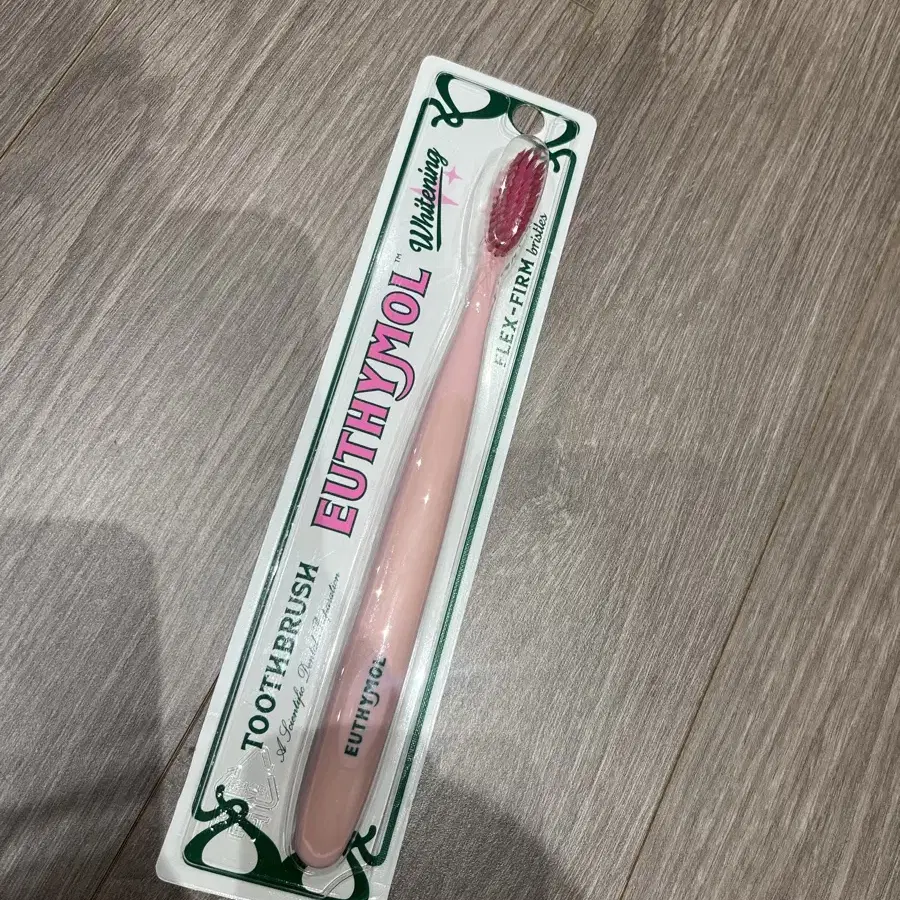 Whitening
EUTHYMOL™
FLEX-FIRM bristles
TOOTHBRUSH
A Scientific Dental Preparation
EUTHYMOL